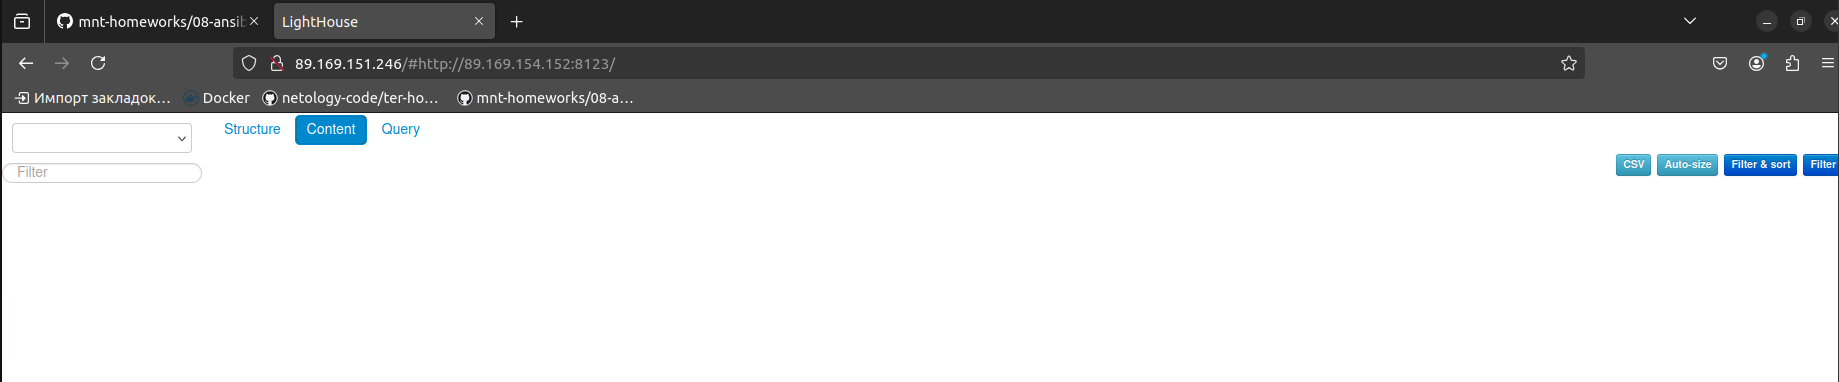 mnt-homeworks/08-ansib
LightHouse
89.169.151.246/#http://89.169.154.152:8123/
Импорт закладок…
Docker
netology-code/ter-ho…
mnt-homeworks/08-a…
Structure
Content
Query
Filter
CSV
Auto-size
Filter & sort
Filter